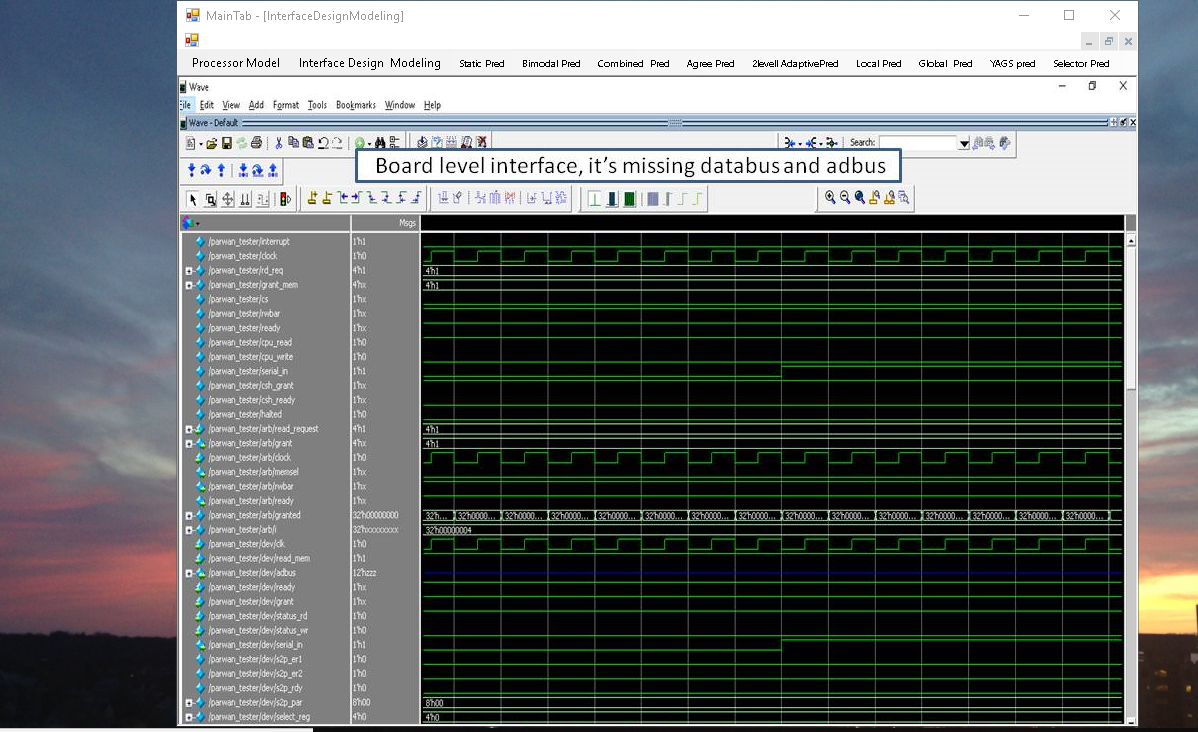 MainTab - [InterfaceDesignModeling]
Processor Model Interface Design Modeling Static Pred Bimodal Pred Combined Pred Agree Pred 2levell AdaptivePred Local Pred Global Pred YAGS pred Selector Pred
Wave
File Edit View Add Format Tools Bookmarks Window Help
Wave - Default
Search:
Board level interface, it's missing databus and adbus
Msgs
/parwan_tester/interrupt 1'h1
/parwan_tester/clock 1'h0
/parwan_tester/rd_req 4'h1 4'h1
/parwan_tester/grant_mem 4'hx 4'h1
/parwan_tester/cs 1'hx
/parwan_tester/rwbar 1'hx
/parwan_tester/ready 1'hx
/parwan_tester/cpu_read 1'h0
/parwan_tester/cpu_write 1'h0
/parwan_tester/serial_in 1'h1
/parwan_tester/csh_grant 1'hx
/parwan_tester/csh_ready 1'hx
/parwan_tester/halted 1'h0
/parwan_tester/arb/read_request 4'h1 4'h1
/parwan_tester/arb/grant 4'hx 4'h1
/parwan_tester/arb/clock 1'h0
/parwan_tester/arb/memsel 1'hx
/parwan_tester/arb/rwbar 1'hx
/parwan_tester/arb/ready 1'hx
/parwan_tester/arb/granted 32'h00000000 32'h... 32'h0000... 32'h0000... 32'h0000... 32'h0000... 32'h0000... 32'h0000... 32'h0000... 32'h0000... 32'h0000... 32'h0000... 32'h0000... 32'h0000... 32'h0000... 32'h0000...
/parwan_tester/arb/i 32'hxxxxxxxx 32'h00000004
/parwan_tester/dev/clk 1'h0
/parwan_tester/dev/read_mem 1'h1
/parwan_tester/dev/adbus 12'hzzz
/parwan_tester/dev/ready 1'hx
/parwan_tester/dev/grant 1'hx
/parwan_tester/dev/status_rd 1'h0
/parwan_tester/dev/status_wr 1'h0
/parwan_tester/dev/serial_in 1'h1
/parwan_tester/dev/s2p_er1 1'h0
/parwan_tester/dev/s2p_er2 1'h0
/parwan_tester/dev/s2p_rdy 1'h0
/parwan_tester/dev/s2p_par 8'h00 8'h00
/parwan_tester/dev/select_reg 4'h0 4'h0